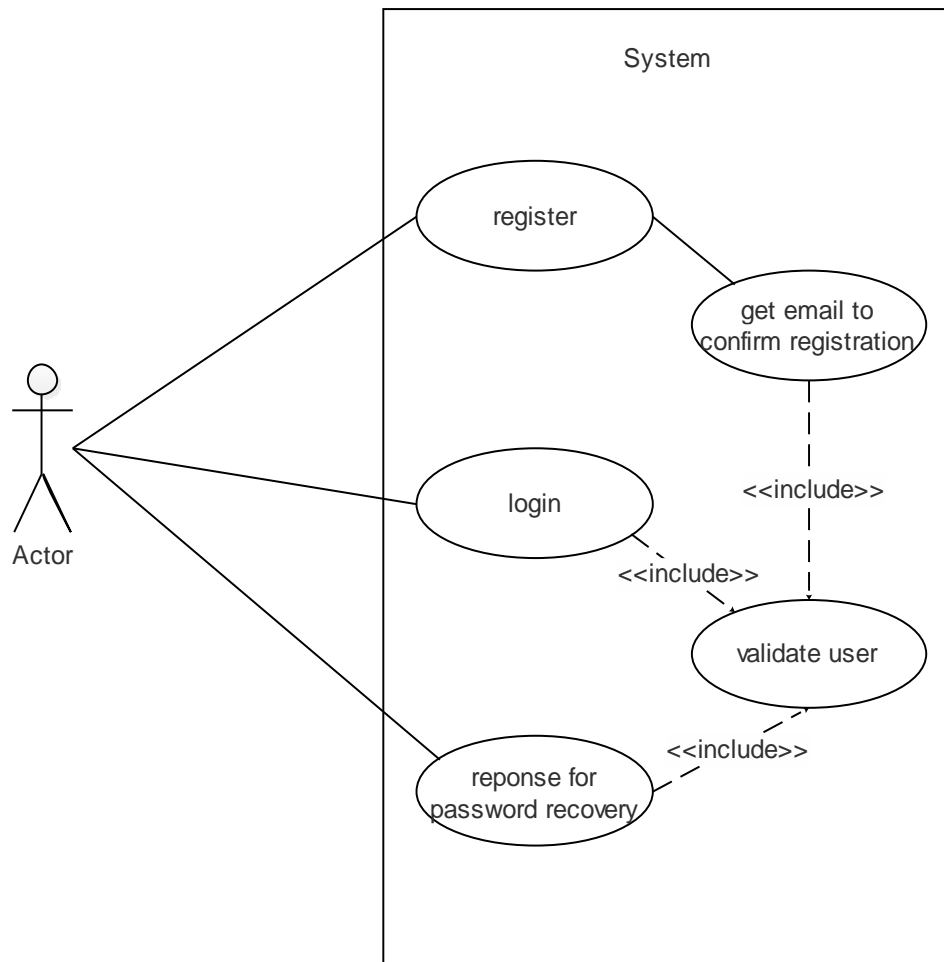 System
register
get email to
confirm registration
<<include>>
login
<<include>>
Actor
validate user
<<include>>
reponse for
password recovery